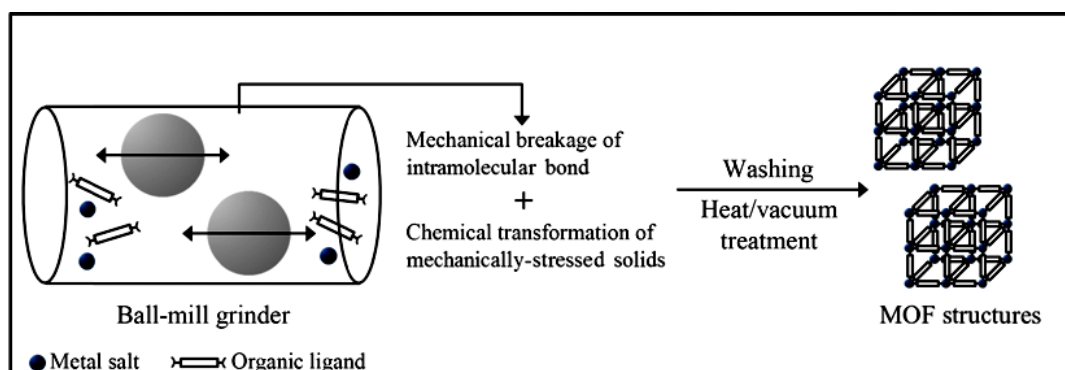 Mechanical breakage of
intramolecular bond
+
Chemical transformation of
mechanically-stressed solids
Washing
Heat/vacuum
treatment
Ball-mill grinder
MOF structures
Metal salt
Organic ligand